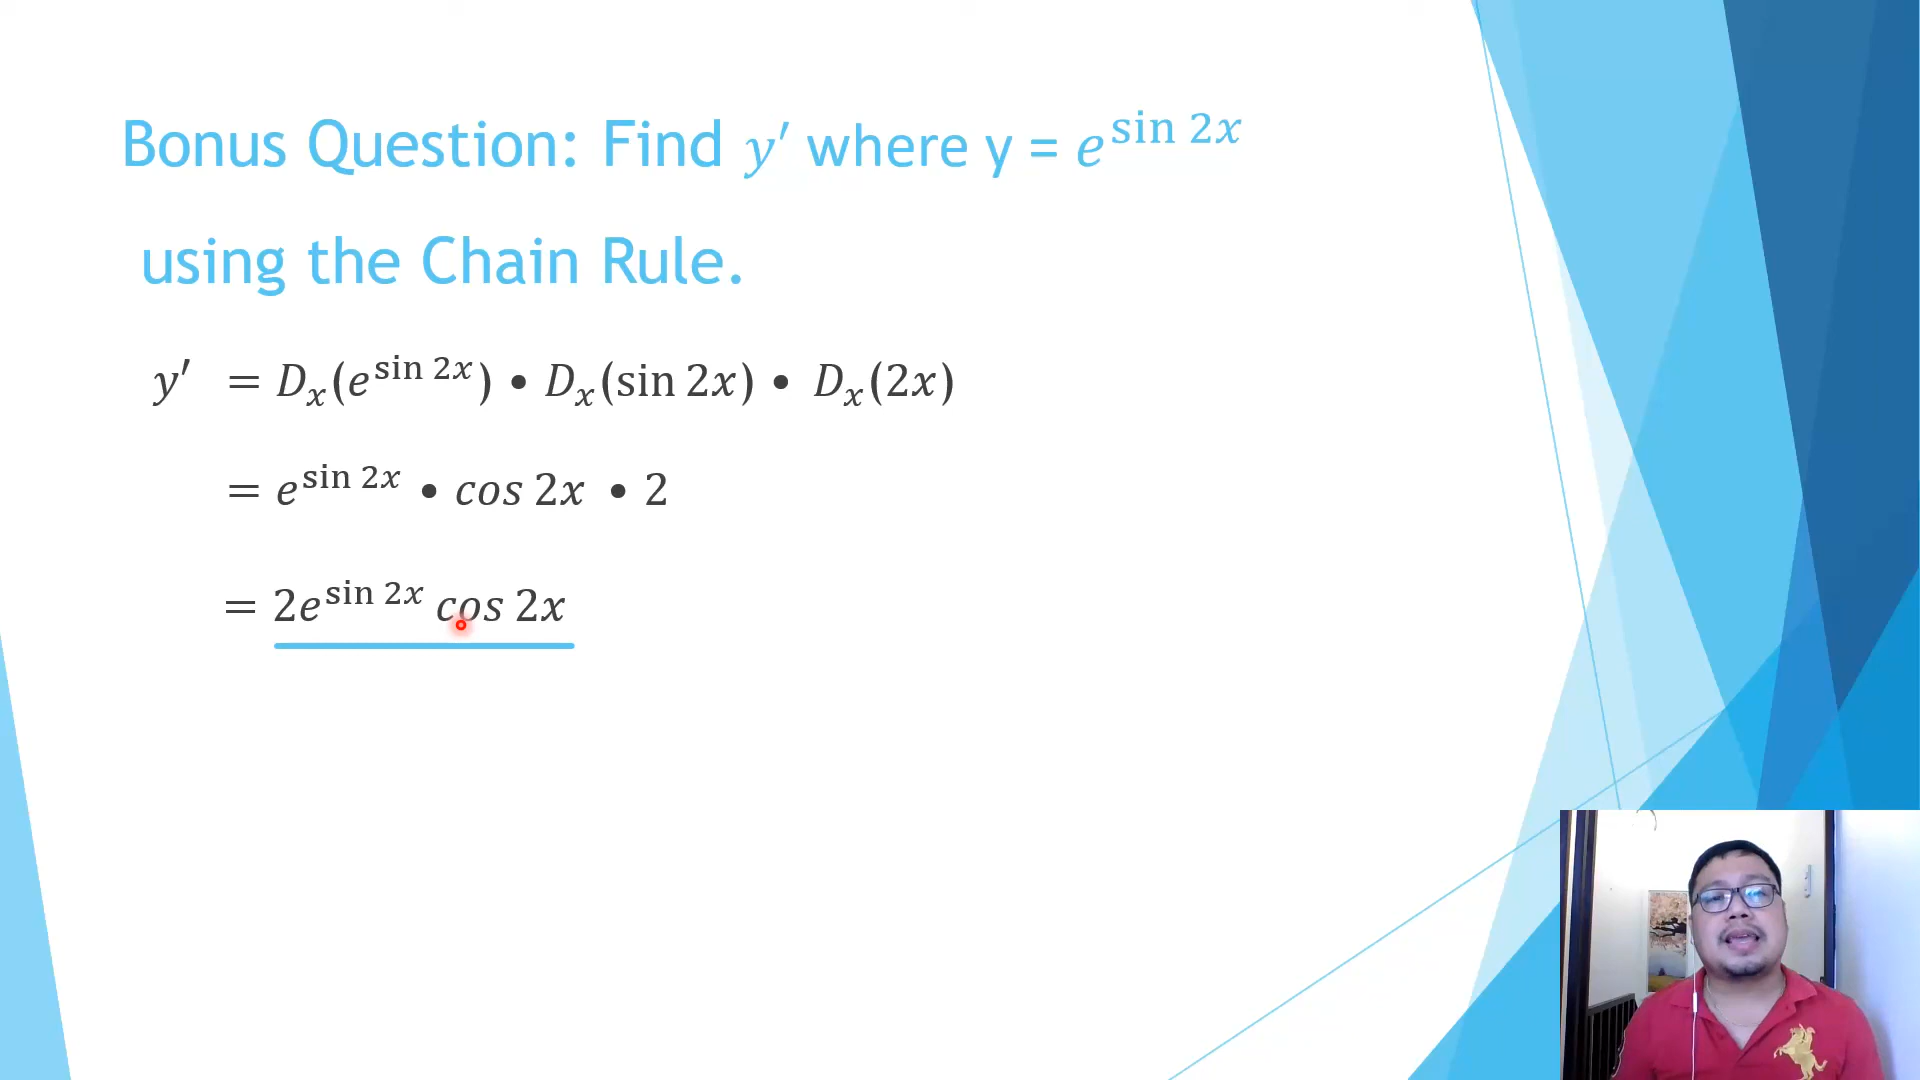 Bonus Question: Find y′ where y = e^{sin 2x}
using the Chain Rule.
y′ = D_x(e^{sin 2x}) • D_x(sin 2x) • D_x(2x)
= e^{sin 2x} • cos 2x • 2
= 2e^{sin 2x} cos 2x